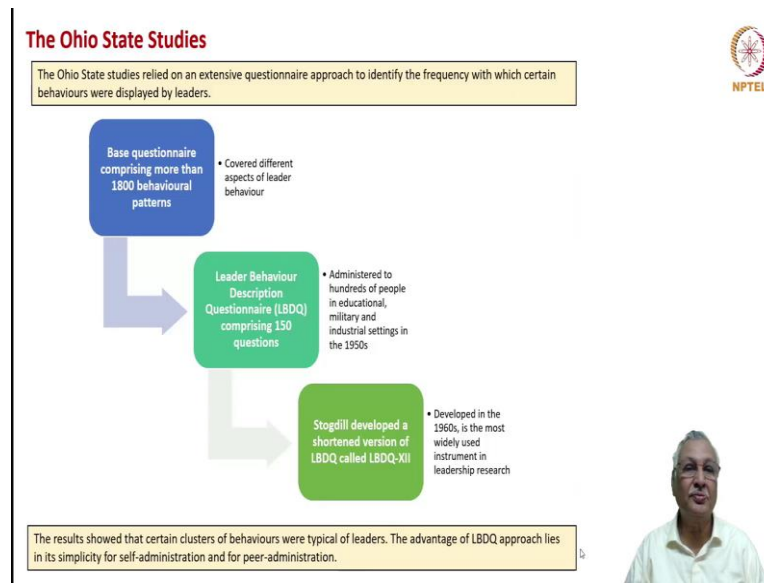 The Ohio State Studies
The Ohio State studies relied on an extensive questionnaire approach to identify the frequency with which certain
behaviours were displayed by leaders.
NPTEL
Base questionnaire
comprising more than
1800 behavioural
patterns
• Covered different
aspects of leader
behaviour
Leader Behaviour
Description
Questionnaire (LBDQ)
comprising 150
questions
• Administered to
hundreds of people
in educational,
military and
industrial settings in
the 1950s
Stogdill developed a
shortened version of
LBDQ called LBDQ-XII
• Developed in the
1960s, is the most
widely used
instrument in
leadership research
The results showed that certain clusters of behaviours were typical of leaders. The advantage of LBDQ approach lies
in its simplicity for self-administration and for peer-administration.